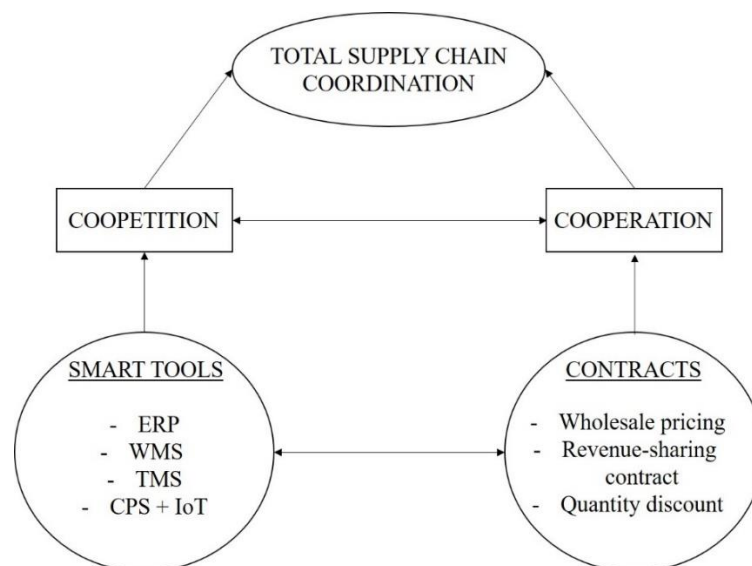 TOTAL SUPPLY CHAIN
COORDINATION
COOPETITION
COOPERATION
SMART TOOLS
- ERP
- WMS
- TMS
- CPS + IoT
CONTRACTS
- Wholesale pricing
- Revenue-sharing
contract
- Quantity discount